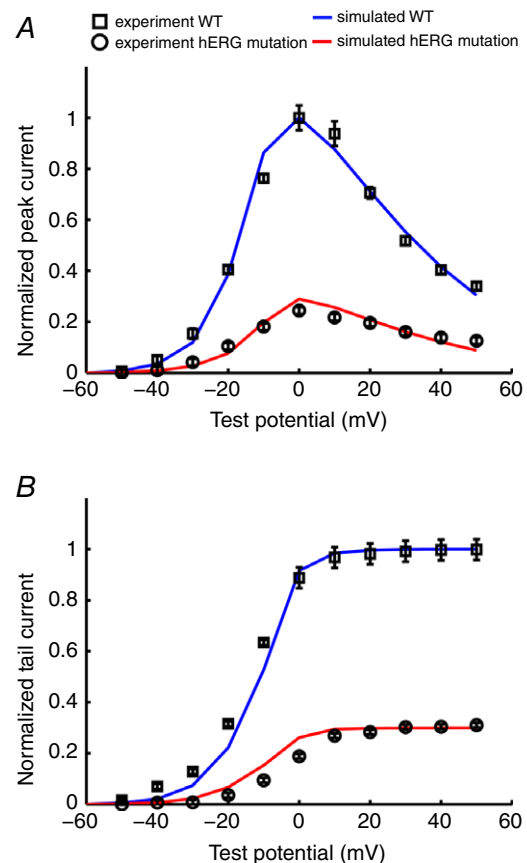 A
experiment WT
simulated WT
experiment hERG mutation
simulated hERG mutation
Normalized peak current
1
0.8
0.6
0.4
0.2
0
−60 −40 −20 0 20 40 60
Test potential (mV)
B
Normalized tail current
1
0.8
0.6
0.4
0.2
0
−60 −40 −20 0 20 40 60
Test potential (mV)